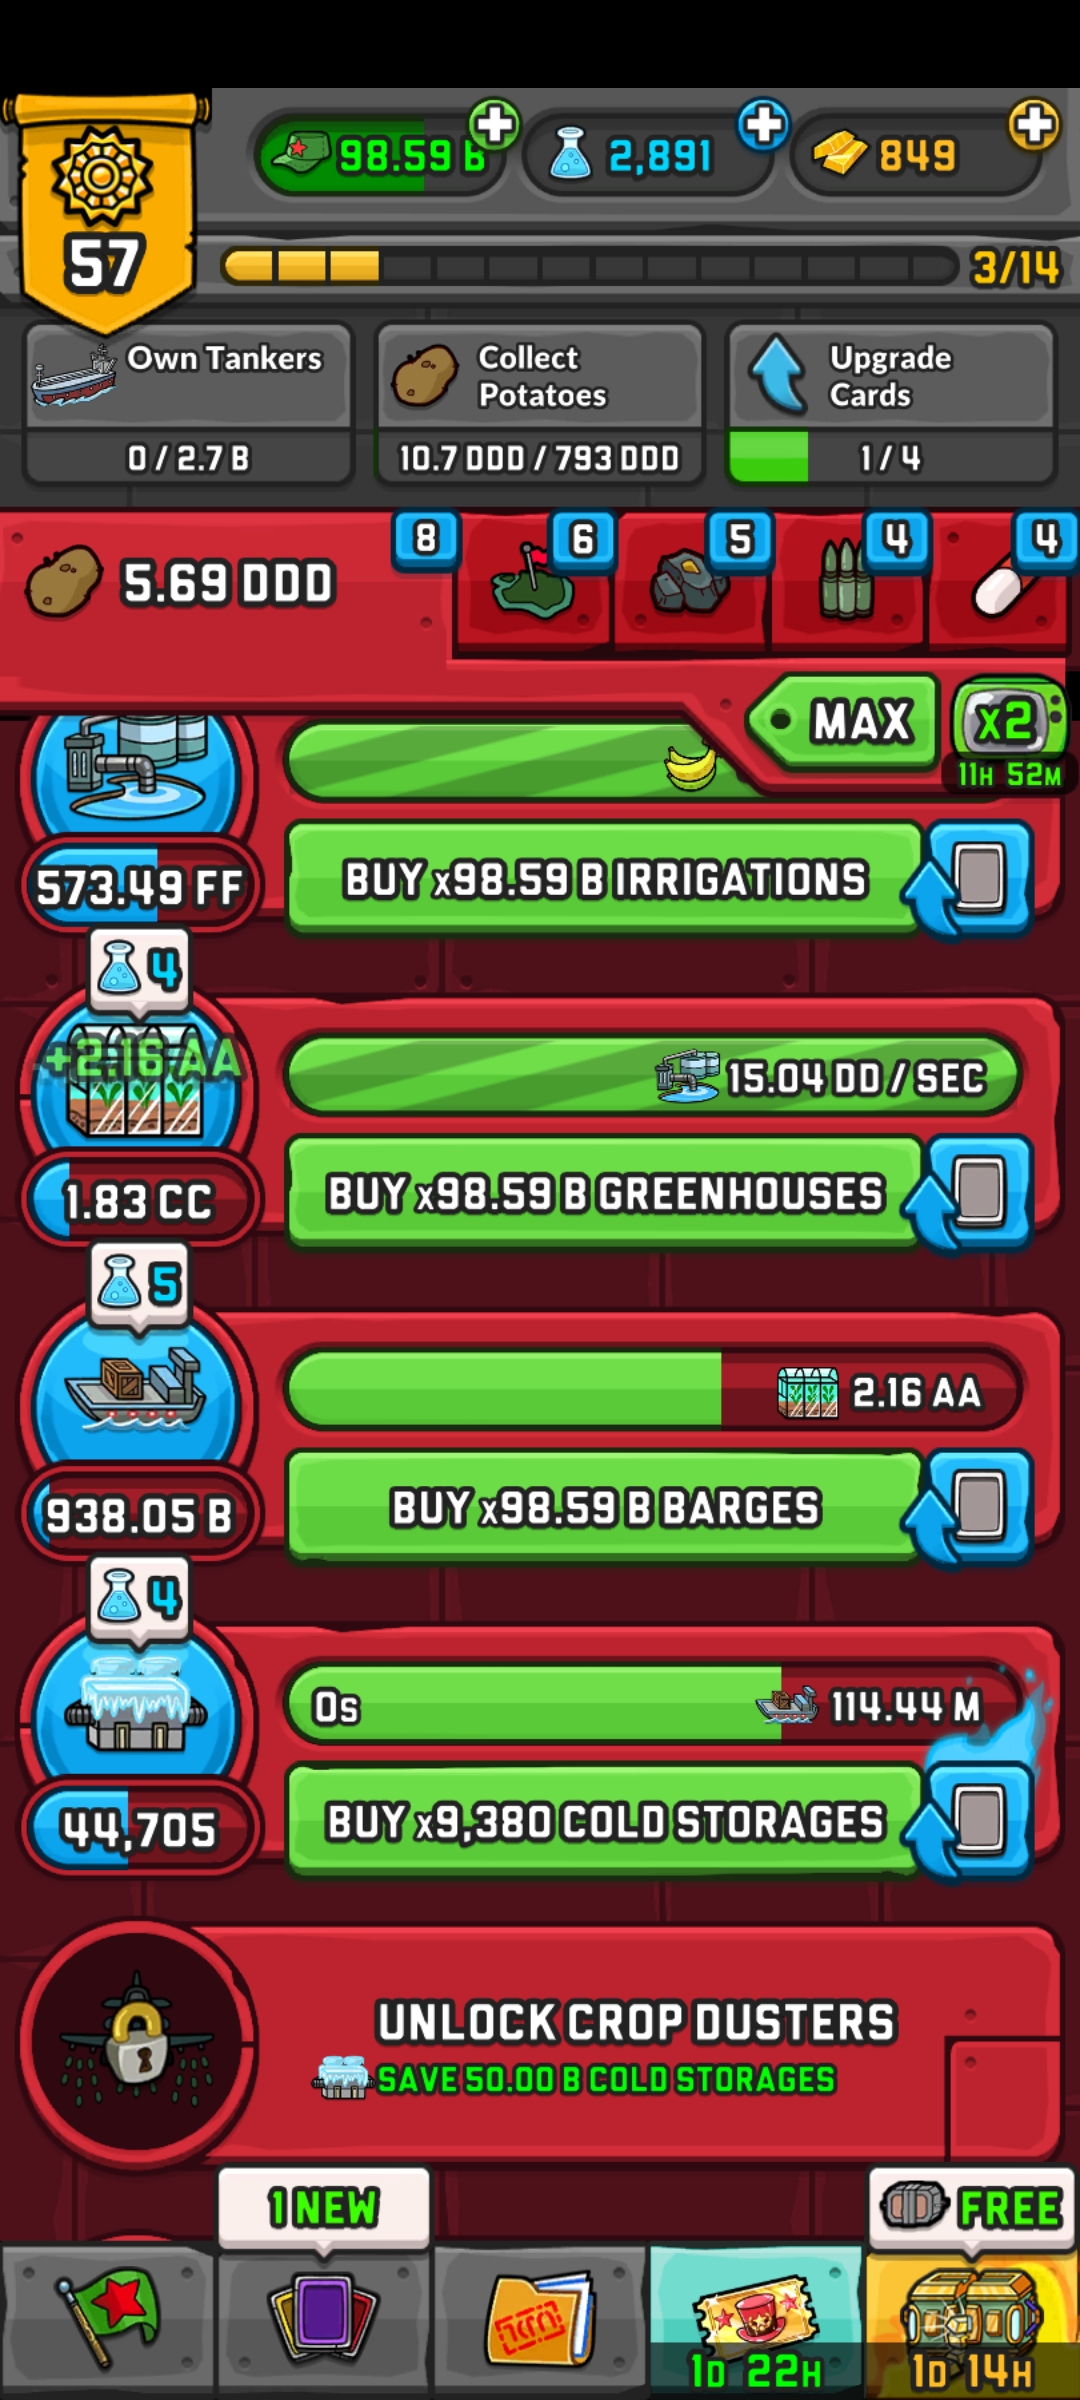 98.59 B
2,891
849
57
3/14
Own Tankers
0 / 2.7 B
Collect
Potatoes
10.7 DDD / 793 DDD
Upgrade
Cards
1 / 4
5.69 DDD
8
6
5
4
4
MAX
x2
11H 52M
573.49 FF
BUY x98.59 B IRRIGATIONS
4
+2.16 AA
15.04 DD / SEC
1.83 CC
BUY x98.59 B GREENHOUSES
5
2.16 AA
938.05 B
BUY x98.59 B BARGES
4
0s
114.44 M
44,705
BUY x9,380 COLD STORAGES
UNLOCK CROP DUSTERS
SAVE 50.00 B COLD STORAGES
1 NEW
FREE
1D 22H
1D 14H